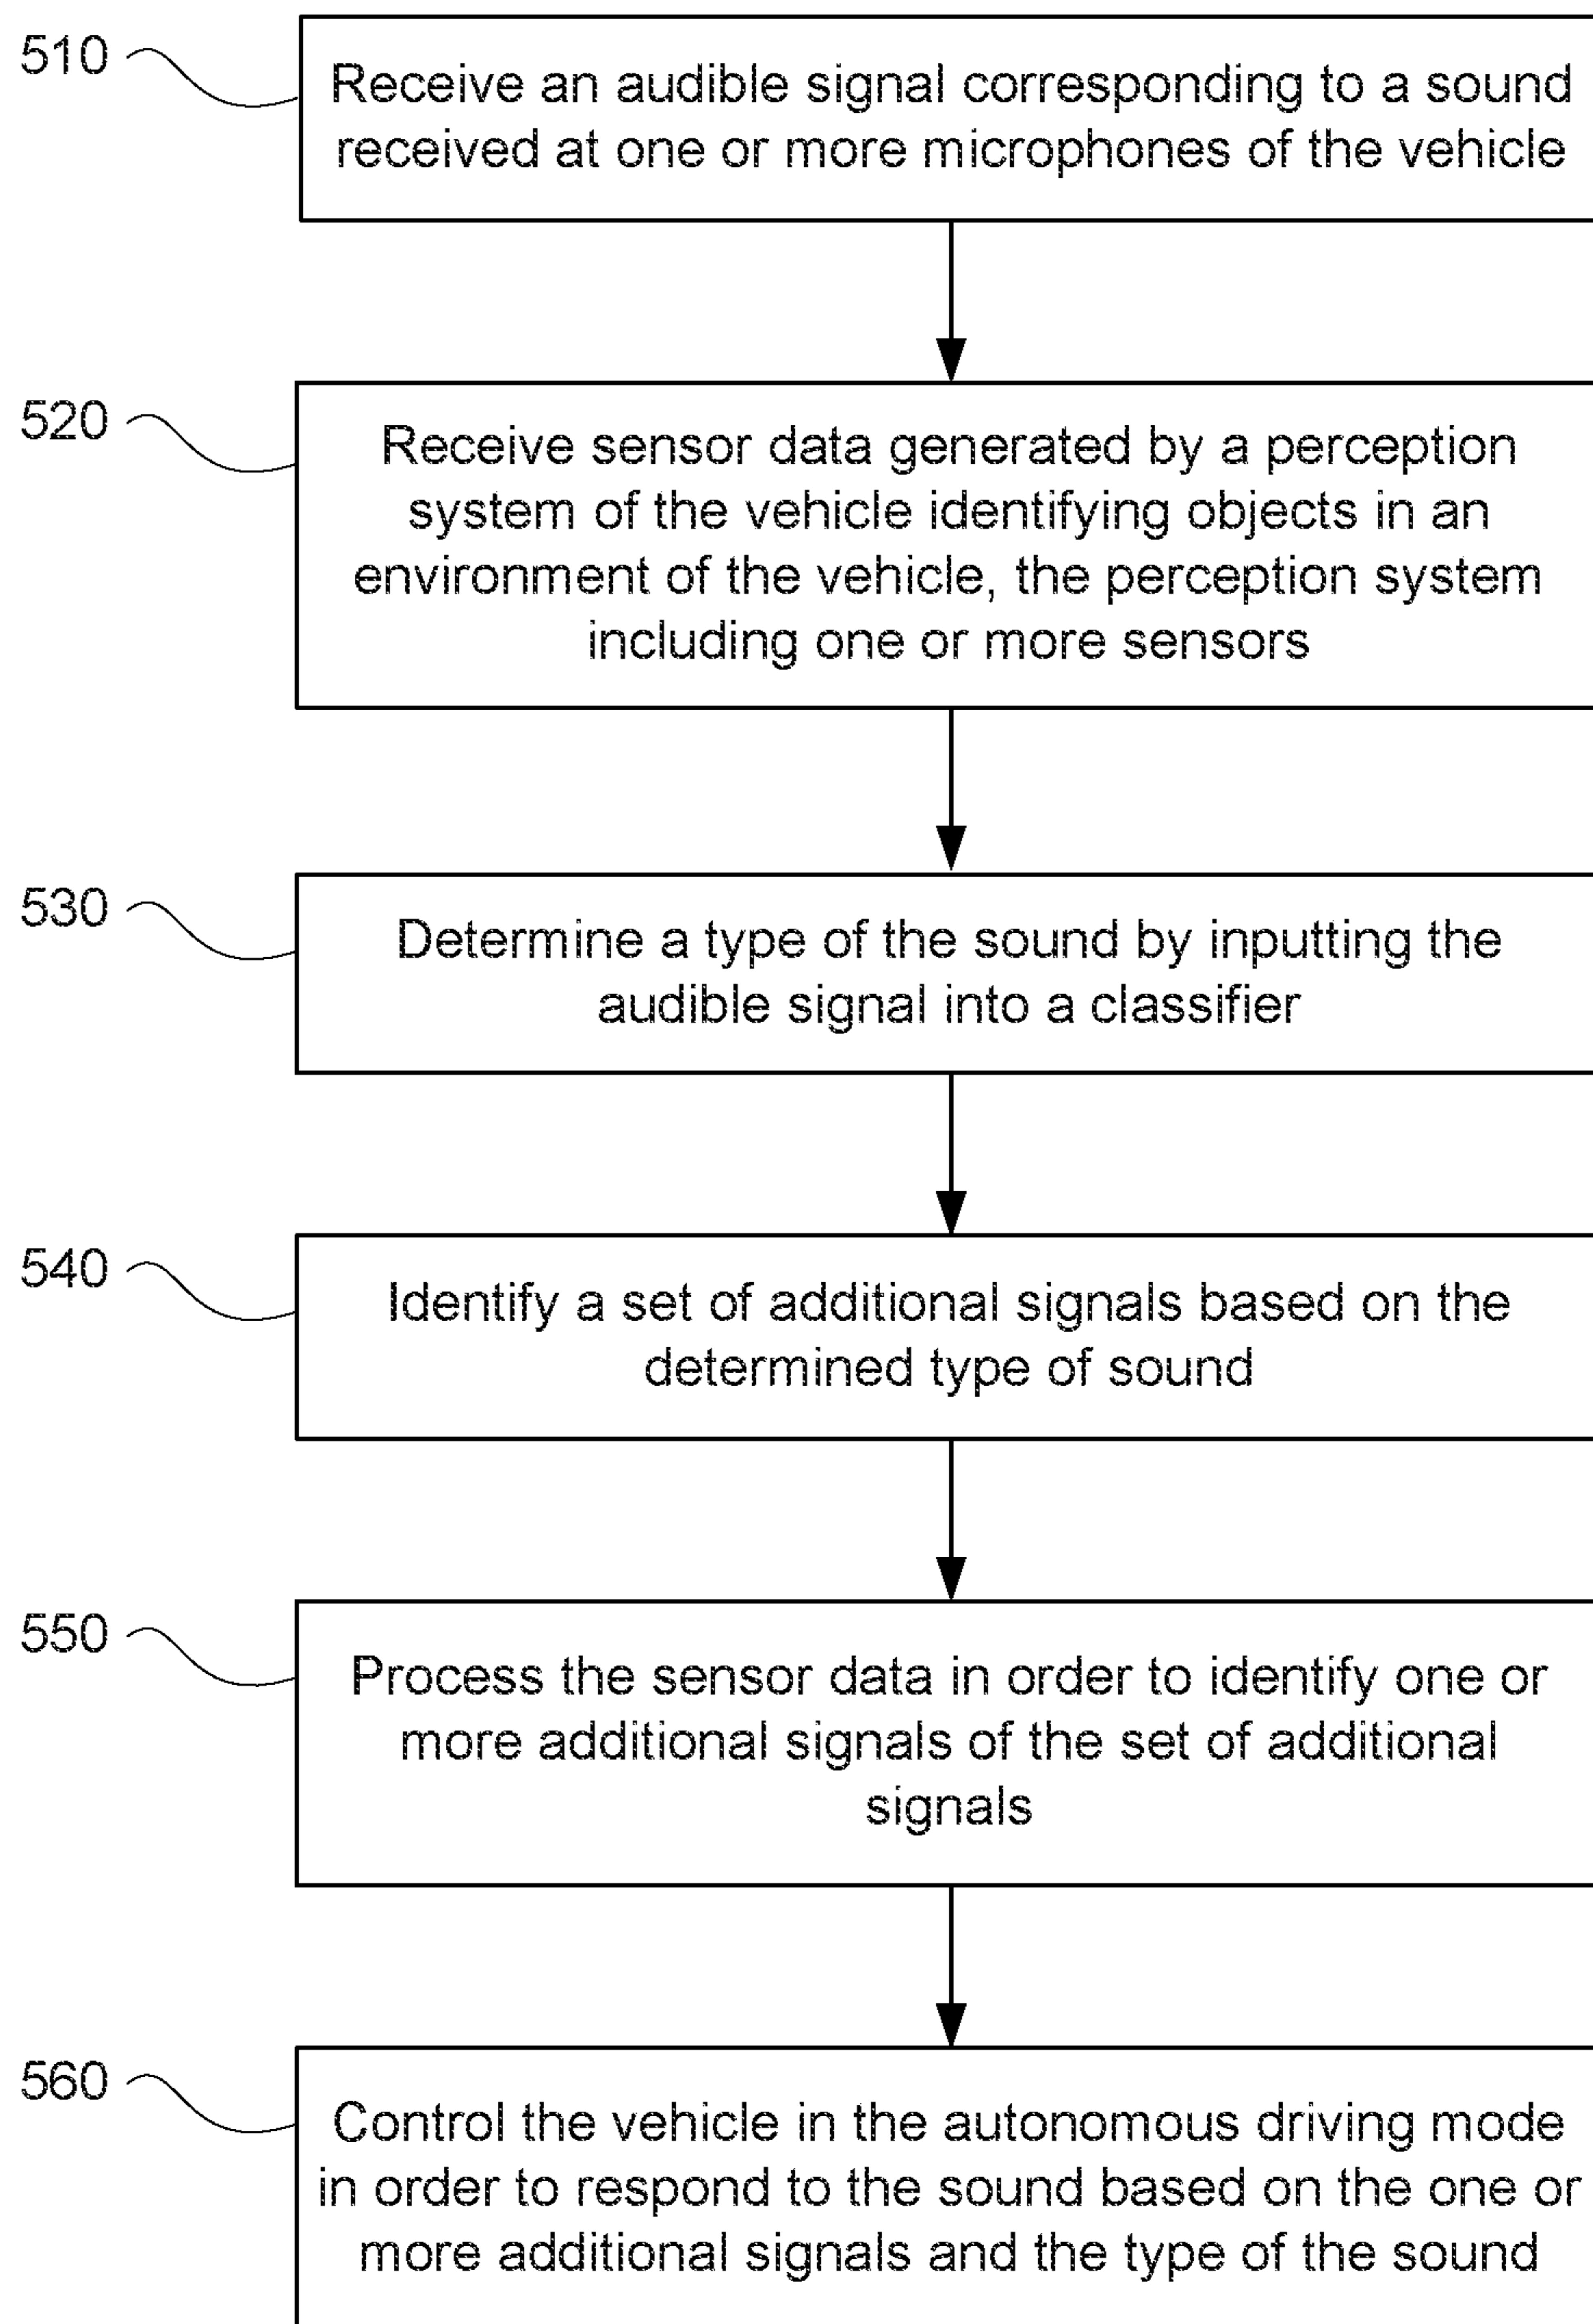 510
Receive an audible signal corresponding to a sound
received at one or more microphones of the vehicle
520
Receive sensor data generated by a perception
system of the vehicle identifying objects in an
environment of the vehicle, the perception system
including one or more sensors
530
Determine a type of the sound by inputting the
audible signal into a classifier
540
Identify a set of additional signals based on the
determined type of sound
550
Process the sensor data in order to identify one or
more additional signals of the set of additional
signals
560
Control the vehicle in the autonomous driving mode
in order to respond to the sound based on the one or
more additional signals and the type of the sound